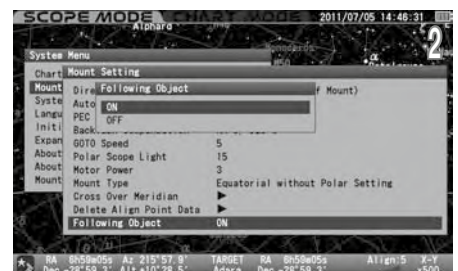 SCOPE MODE CHART MODE 2011/07/05 14:46:31
Alphard
2
System Menu
Chart Mount Setting
Mount Dire f Mount)
Syste Auto Following Object
Langu PEC ON
Initi Back OFF
Expan GOTO Speed 5
About Polar Scope Light 15
About Motor Power 3
Mount Mount Type Equatorial without Polar Setting
Cross Over Meridian ▶
Delete Align Point Data ▶
Following Object ON
RA 6h59m05s Az 215°57.9' TARGET RA 6h59m05s Align:5 X-Y
Dec -28°59.3' Alt +10°28.5' Adara Dec -28°59.3' x500